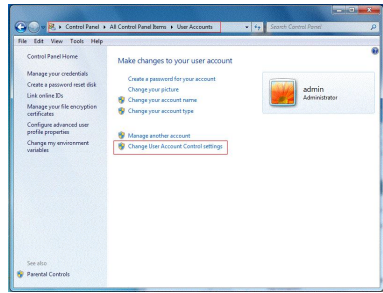 Control Panel ▸ All Control Panel Items ▸ User Accounts
Search Control Panel
File Edit View Tools Help
Control Panel Home
Manage your credentials
Create a password reset disk
Link online IDs
Manage your file encryption
certificates
Configure advanced user
profile properties
Change my environment
variables
See also
Parental Controls
Make changes to your user account
Create a password for your account
Change your picture
Change your account name
Change your account type
Manage another account
Change User Account Control settings
admin
Administrator